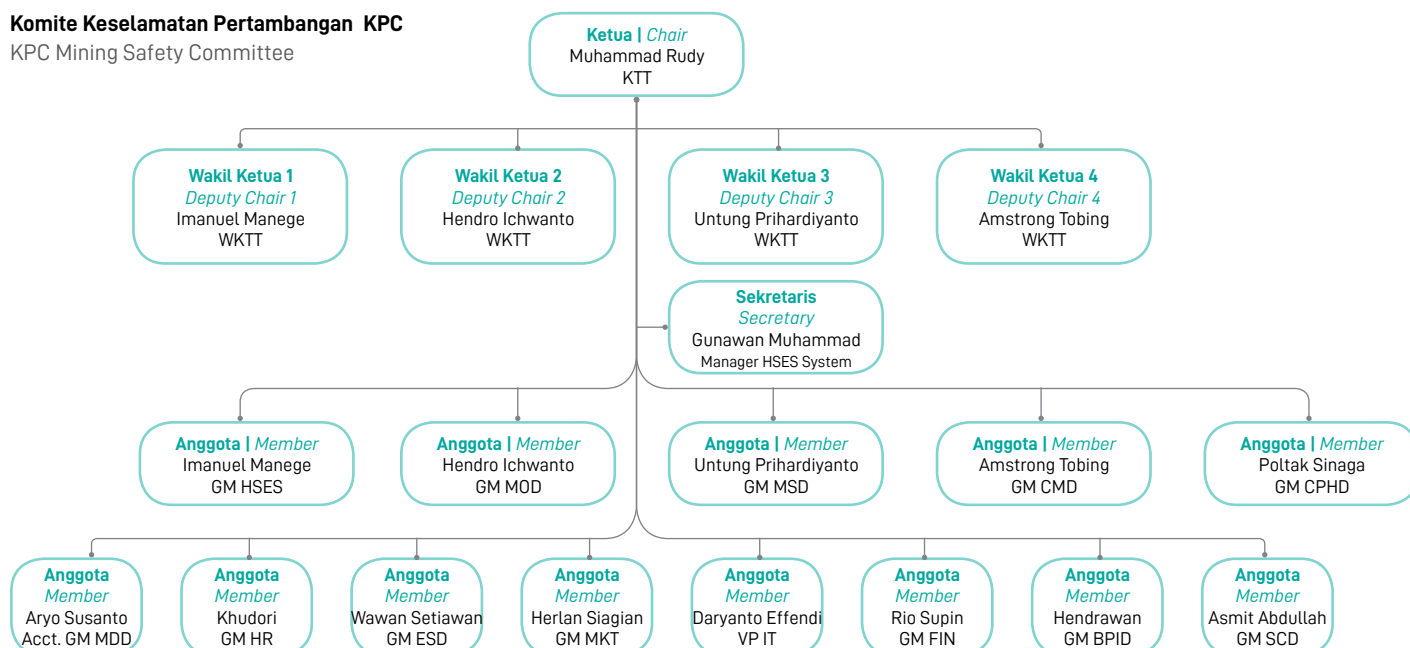 Komite Keselamatan Pertambangan KPC
KPC Mining Safety Committee
Ketua | Chair
Muhammad Rudy
KTT
Wakil Ketua 1
Deputy Chair 1
Imanuel Manege
WKTT
Wakil Ketua 2
Deputy Chair 2
Hendro Ichwanto
WKTT
Wakil Ketua 3
Deputy Chair 3
Untung Prihardiyanto
WKTT
Wakil Ketua 4
Deputy Chair 4
Amstrong Tobing
WKTT
Sekretaris
Secretary
Gunawan Muhammad
Manager HSES System
Anggota | Member
Imanuel Manege
GM HSES
Anggota | Member
Hendro Ichwanto
GM MOD
Anggota | Member
Untung Prihardiyanto
GM MSD
Anggota | Member
Amstrong Tobing
GM CMD
Anggota | Member
Poltak Sinaga
GM CPHD
Anggota
Member
Aryo Susanto
Acct. GM MDD
Anggota
Member
Khudori
GM HR
Anggota
Member
Wawan Setiawan
GM ESD
Anggota
Member
Herlan Siagian
GM MKT
Anggota
Member
Daryanto Effendi
VP IT
Anggota
Member
Rio Supin
GM FIN
Anggota
Member
Hendrawan
GM BPID
Anggota
Member
Asmit Abdullah
GM SCD